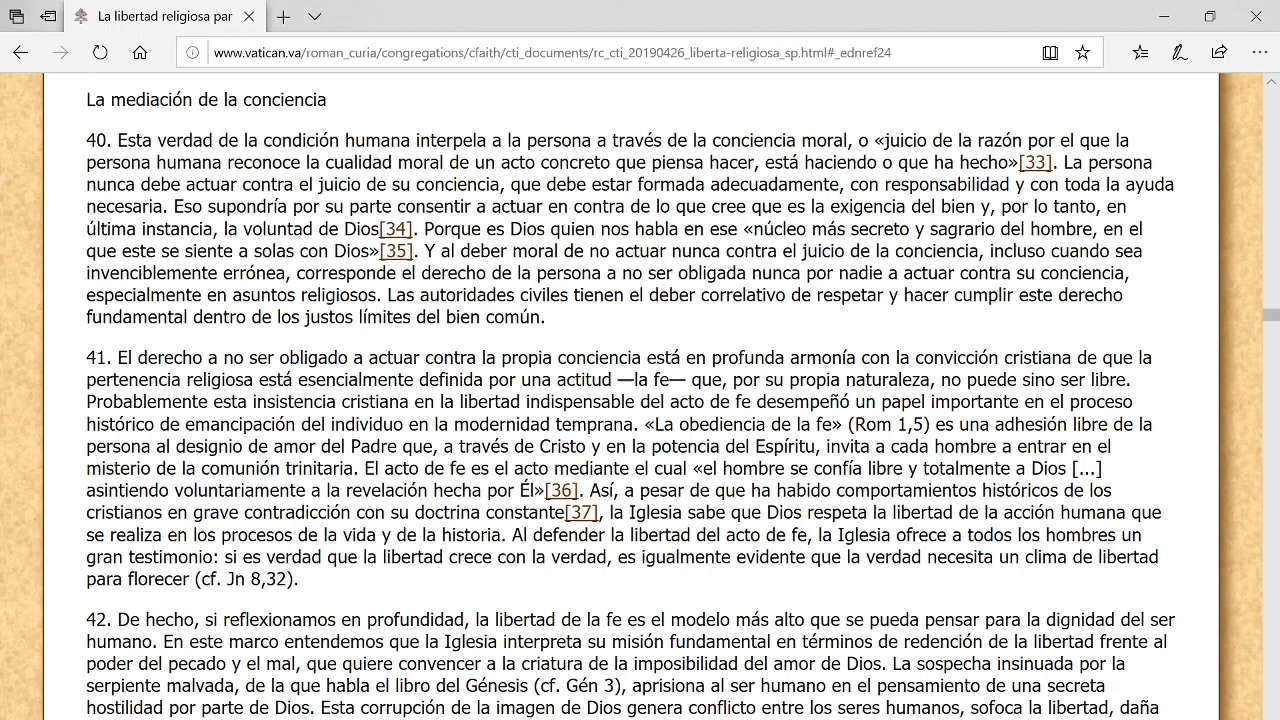 La libertad religiosa par
www.vatican.va/roman_curia/congregations/cfaith/cti_documents/rc_cti_20190426_liberta-religiosa_sp.html#_ednref24
La mediación de la conciencia
40. Esta verdad de la condición humana interpela a la persona a través de la conciencia moral, o «juicio de la razón por el que la
persona humana reconoce la cualidad moral de un acto concreto que piensa hacer, está haciendo o que ha hecho»[33]. La persona
nunca debe actuar contra el juicio de su conciencia, que debe estar formada adecuadamente, con responsabilidad y con toda la ayuda
necesaria. Eso supondría por su parte consentir a actuar en contra de lo que cree que es la exigencia del bien y, por lo tanto, en
última instancia, la voluntad de Dios[34]. Porque es Dios quien nos habla en ese «núcleo más secreto y sagrario del hombre, en el
que este se siente a solas con Dios»[35]. Y al deber moral de no actuar nunca contra el juicio de la conciencia, incluso cuando sea
invenciblemente errónea, corresponde el derecho de la persona a no ser obligada nunca por nadie a actuar contra su conciencia,
especialmente en asuntos religiosos. Las autoridades civiles tienen el deber correlativo de respetar y hacer cumplir este derecho
fundamental dentro de los justos límites del bien común.
41. El derecho a no ser obligado a actuar contra la propia conciencia está en profunda armonía con la convicción cristiana de que la
pertenencia religiosa está esencialmente definida por una actitud —la fe— que, por su propia naturaleza, no puede sino ser libre.
Probablemente esta insistencia cristiana en la libertad indispensable del acto de fe desempeñó un papel importante en el proceso
histórico de emancipación del individuo en la modernidad temprana. «La obediencia de la fe» (Rom 1,5) es una adhesión libre de la
persona al designio de amor del Padre que, a través de Cristo y en la potencia del Espíritu, invita a cada hombre a entrar en el
misterio de la comunión trinitaria. El acto de fe es el acto mediante el cual «el hombre se confía libre y totalmente a Dios [...]
asintiendo voluntariamente a la revelación hecha por Él»[36]. Así, a pesar de que ha habido comportamientos históricos de los
cristianos en grave contradicción con su doctrina constante[37], la Iglesia sabe que Dios respeta la libertad de la acción humana que
se realiza en los procesos de la vida y de la historia. Al defender la libertad del acto de fe, la Iglesia ofrece a todos los hombres un
gran testimonio: si es verdad que la libertad crece con la verdad, es igualmente evidente que la verdad necesita un clima de libertad
para florecer (cf. Jn 8,32).
42. De hecho, si reflexionamos en profundidad, la libertad de la fe es el modelo más alto que se pueda pensar para la dignidad del ser
humano. En este marco entendemos que la Iglesia interpreta su misión fundamental en términos de redención de la libertad frente al
poder del pecado y el mal, que quiere convencer a la criatura de la imposibilidad del amor de Dios. La sospecha insinuada por la
serpiente malvada, de la que habla el libro del Génesis (cf. Gén 3), aprisiona al ser humano en el pensamiento de una secreta
hostilidad por parte de Dios. Esta corrupción de la imagen de Dios genera conflicto entre los seres humanos, sofoca la libertad, daña